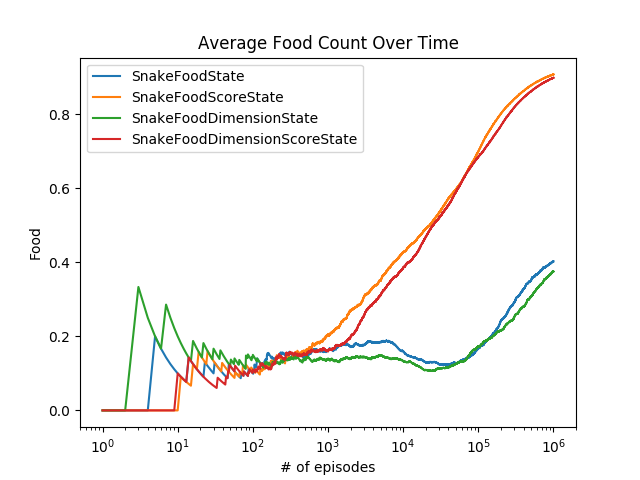 Average Food Count Over Time
SnakeFoodState
SnakeFoodScoreState
SnakeFoodDimensionState
SnakeFoodDimensionScoreState
0.8
0.6
0.4
0.2
0.0
Food
10⁰ 10¹ 10² 10³ 10⁴ 10⁵ 10⁶
# of episodes